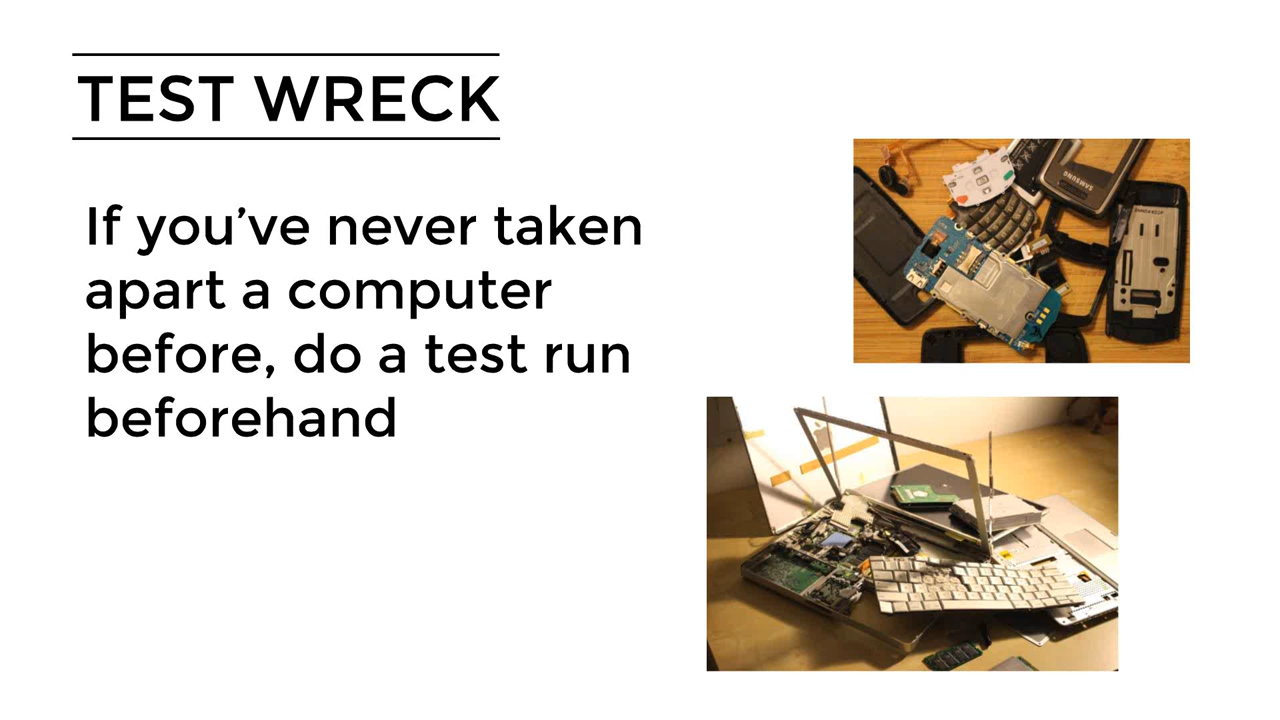 TEST WRECK
If you’ve never taken
apart a computer
before, do a test run
beforehand
SAMSUNG